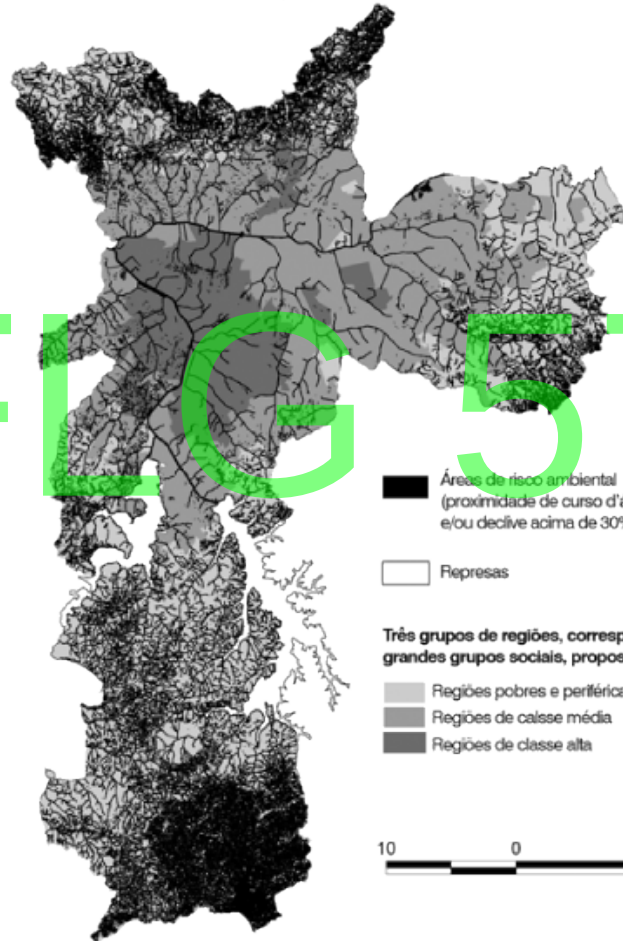 FLG 5
Áreas de risco ambiental
(proximidade de curso d'a
e/ou declive acima de 30%
Represas
Três grupos de regiões, corresp
grandes grupos sociais, propos
Regiões pobres e periférica
Regiões de calsse média
Regiões de classe alta
10 0